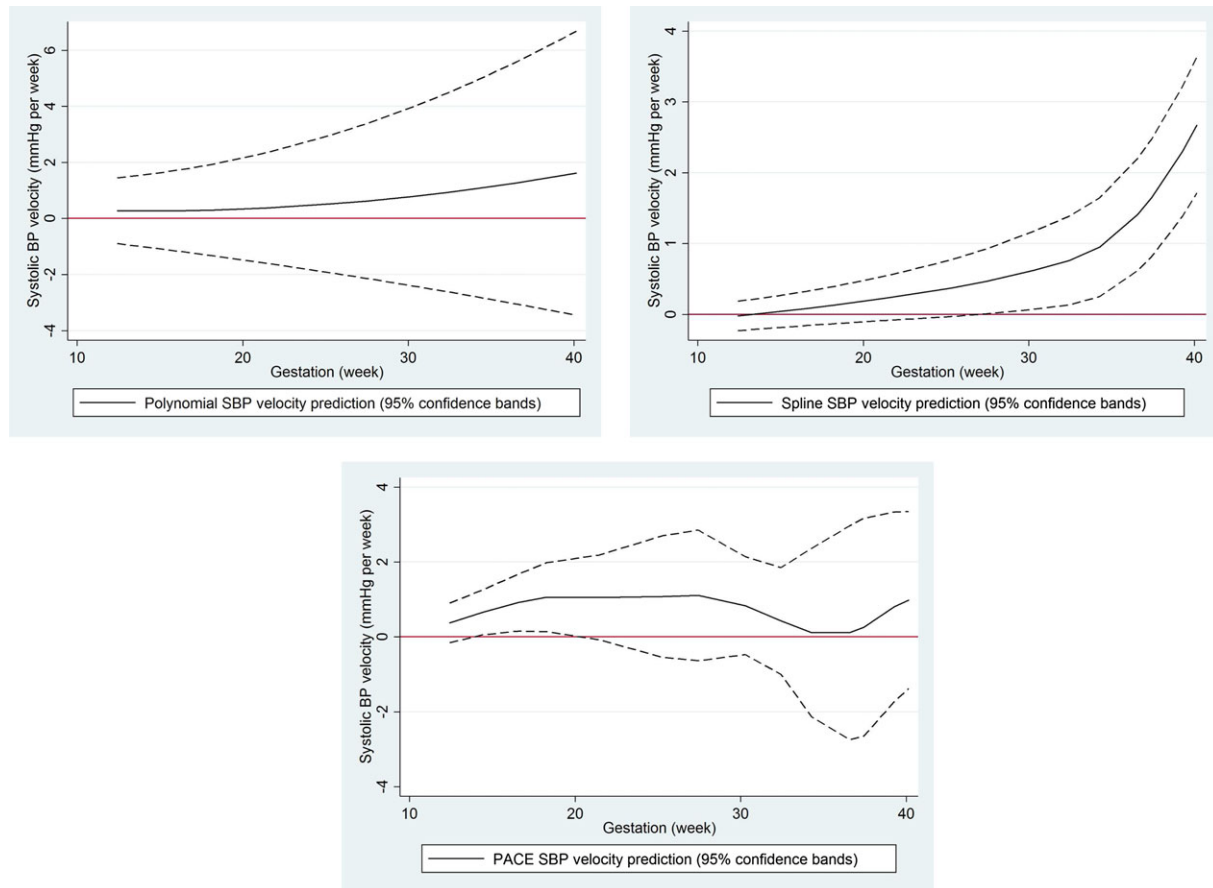 Systolic BP velocity (mmHg per week)
6
4
2
0
-2
-4
10 20 30 40
Gestation (week)
Polynomial SBP velocity prediction (95% confidence bands)
Systolic BP velocity (mmHg per week)
4
3
2
1
0
10 20 30 40
Gestation (week)
Spline SBP velocity prediction (95% confidence bands)
Systolic BP velocity (mmHg per week)
4
2
0
-2
-4
10 20 30 40
Gestation (week)
PACE SBP velocity prediction (95% confidence bands)